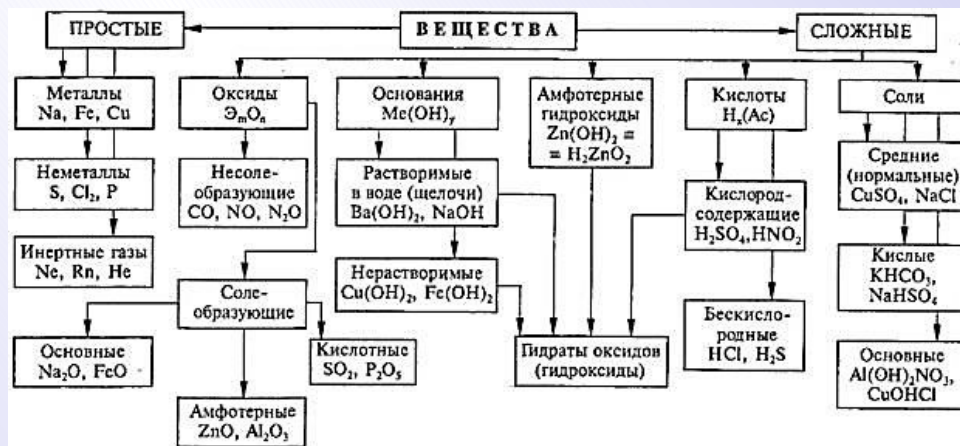 ПРОСТЫЕ
ВЕЩЕСТВА
СЛОЖНЫЕ
Металлы
Na, Fe, Cu
Неметаллы
S, Cl₂, P
Инертные газы
Ne, Rn, He
Оксиды
ЭₘOₙ
Несоле-
образующие
CO, NO, N₂O
Соле-
образующие
Основные
Na₂O, FeO
Амфотерные
ZnO, Al₂O₃
Кислотные
SO₂, P₂O₅
Основания
Me(OH)ᵧ
Растворимые
в воде (щелочи)
Ba(OH)₂, NaOH
Нерастворимые
Cu(OH)₂, Fe(OH)₂
Амфотерные
гидроксиды
Zn(OH)₂ =
= H₂ZnO₂
Гидраты оксидов
(гидроксиды)
Кислоты
Hₓ(Ac)
Кислород-
содержащие
H₂SO₄,HNO₂
Бескисло-
родные
HCl, H₂S
Соли
Средние
(нормальные)
CuSO₄, NaCl
Кислые
KHCO₃,
NaHSO₄
Основные
Al(OH)₂NO₃,
CuOHCl